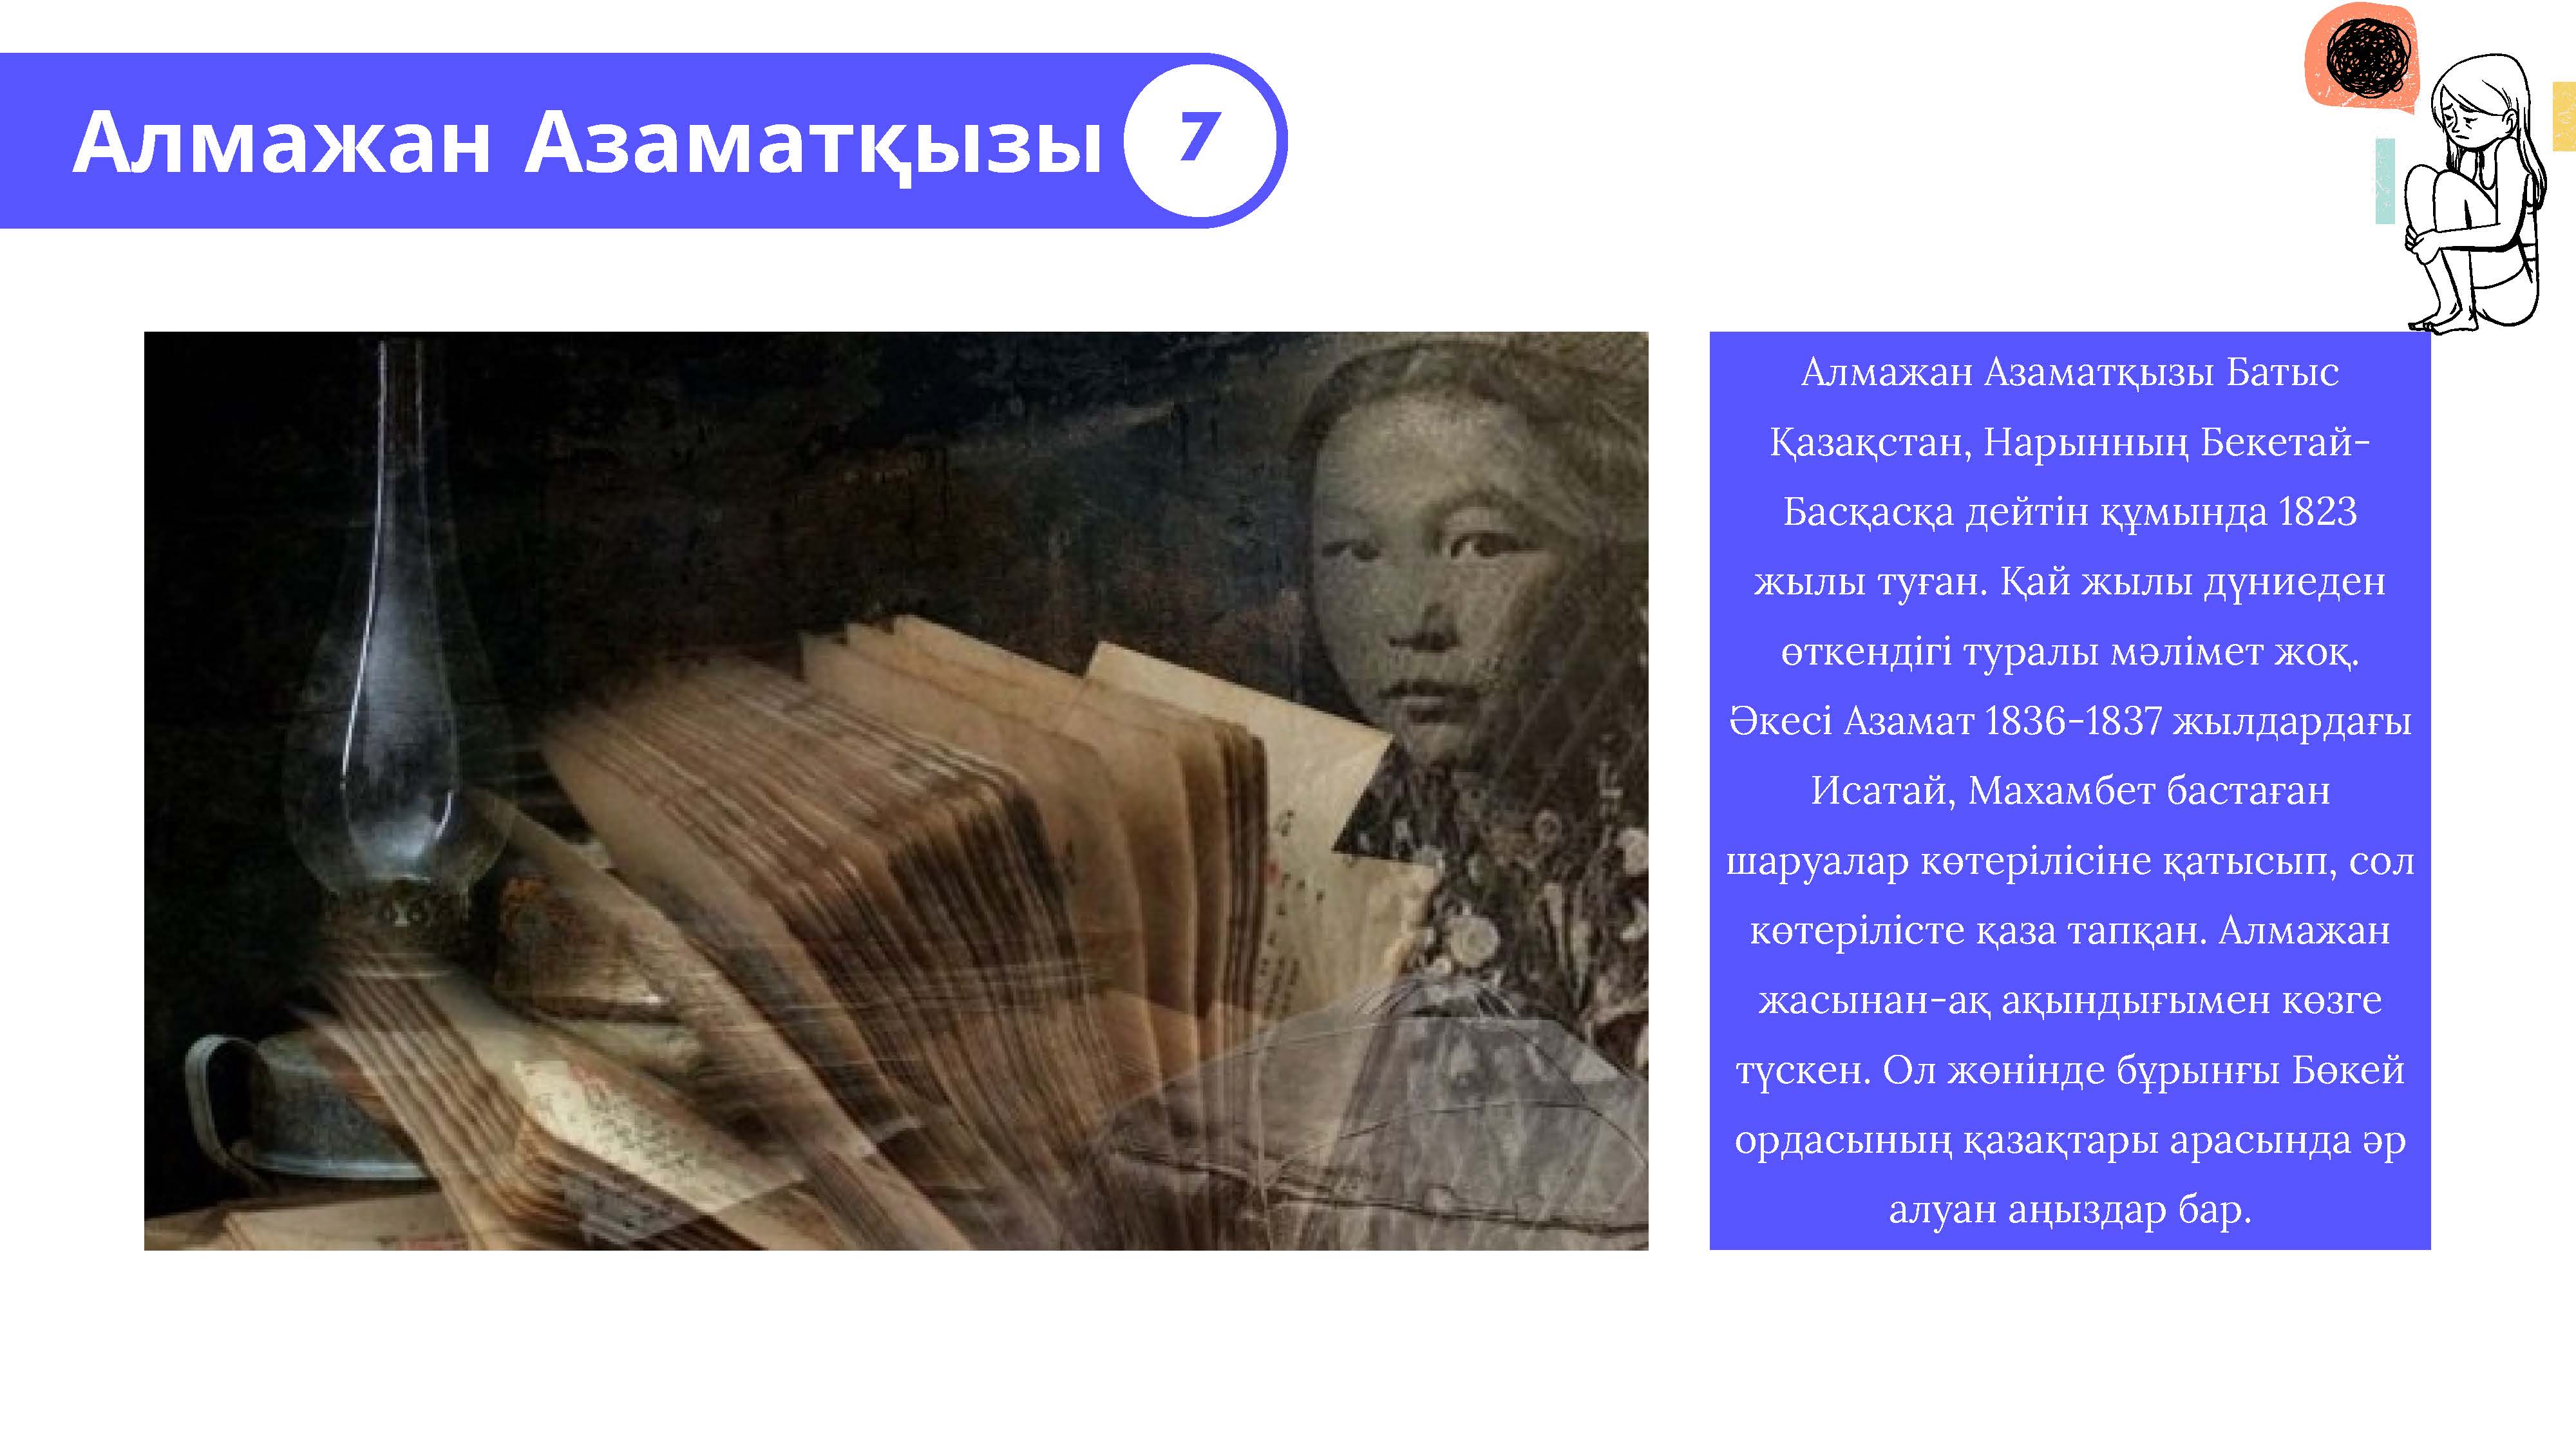 Алмажан Азаматқызы 7
Алмажан Азаматқызы Батыс
Қазақстан, Нарынның Бекетай-
Басқасқа дейтін құмында 1823
жылы туған. Қай жылы дүниеден
өткендігі туралы мәлімет жоқ.
Әкесі Азамат 1836-1837 жылдардағы
Исатай, Махамбет бастаған
шаруалар көтерілісіне қатысып, сол
көтерілісте қаза тапқан. Алмажан
жасынан-ақ ақындығымен көзге
түскен. Ол жөнінде бұрынғы Бөкей
ордасының қазақтары арасында әр
алуан аңыздар бар.